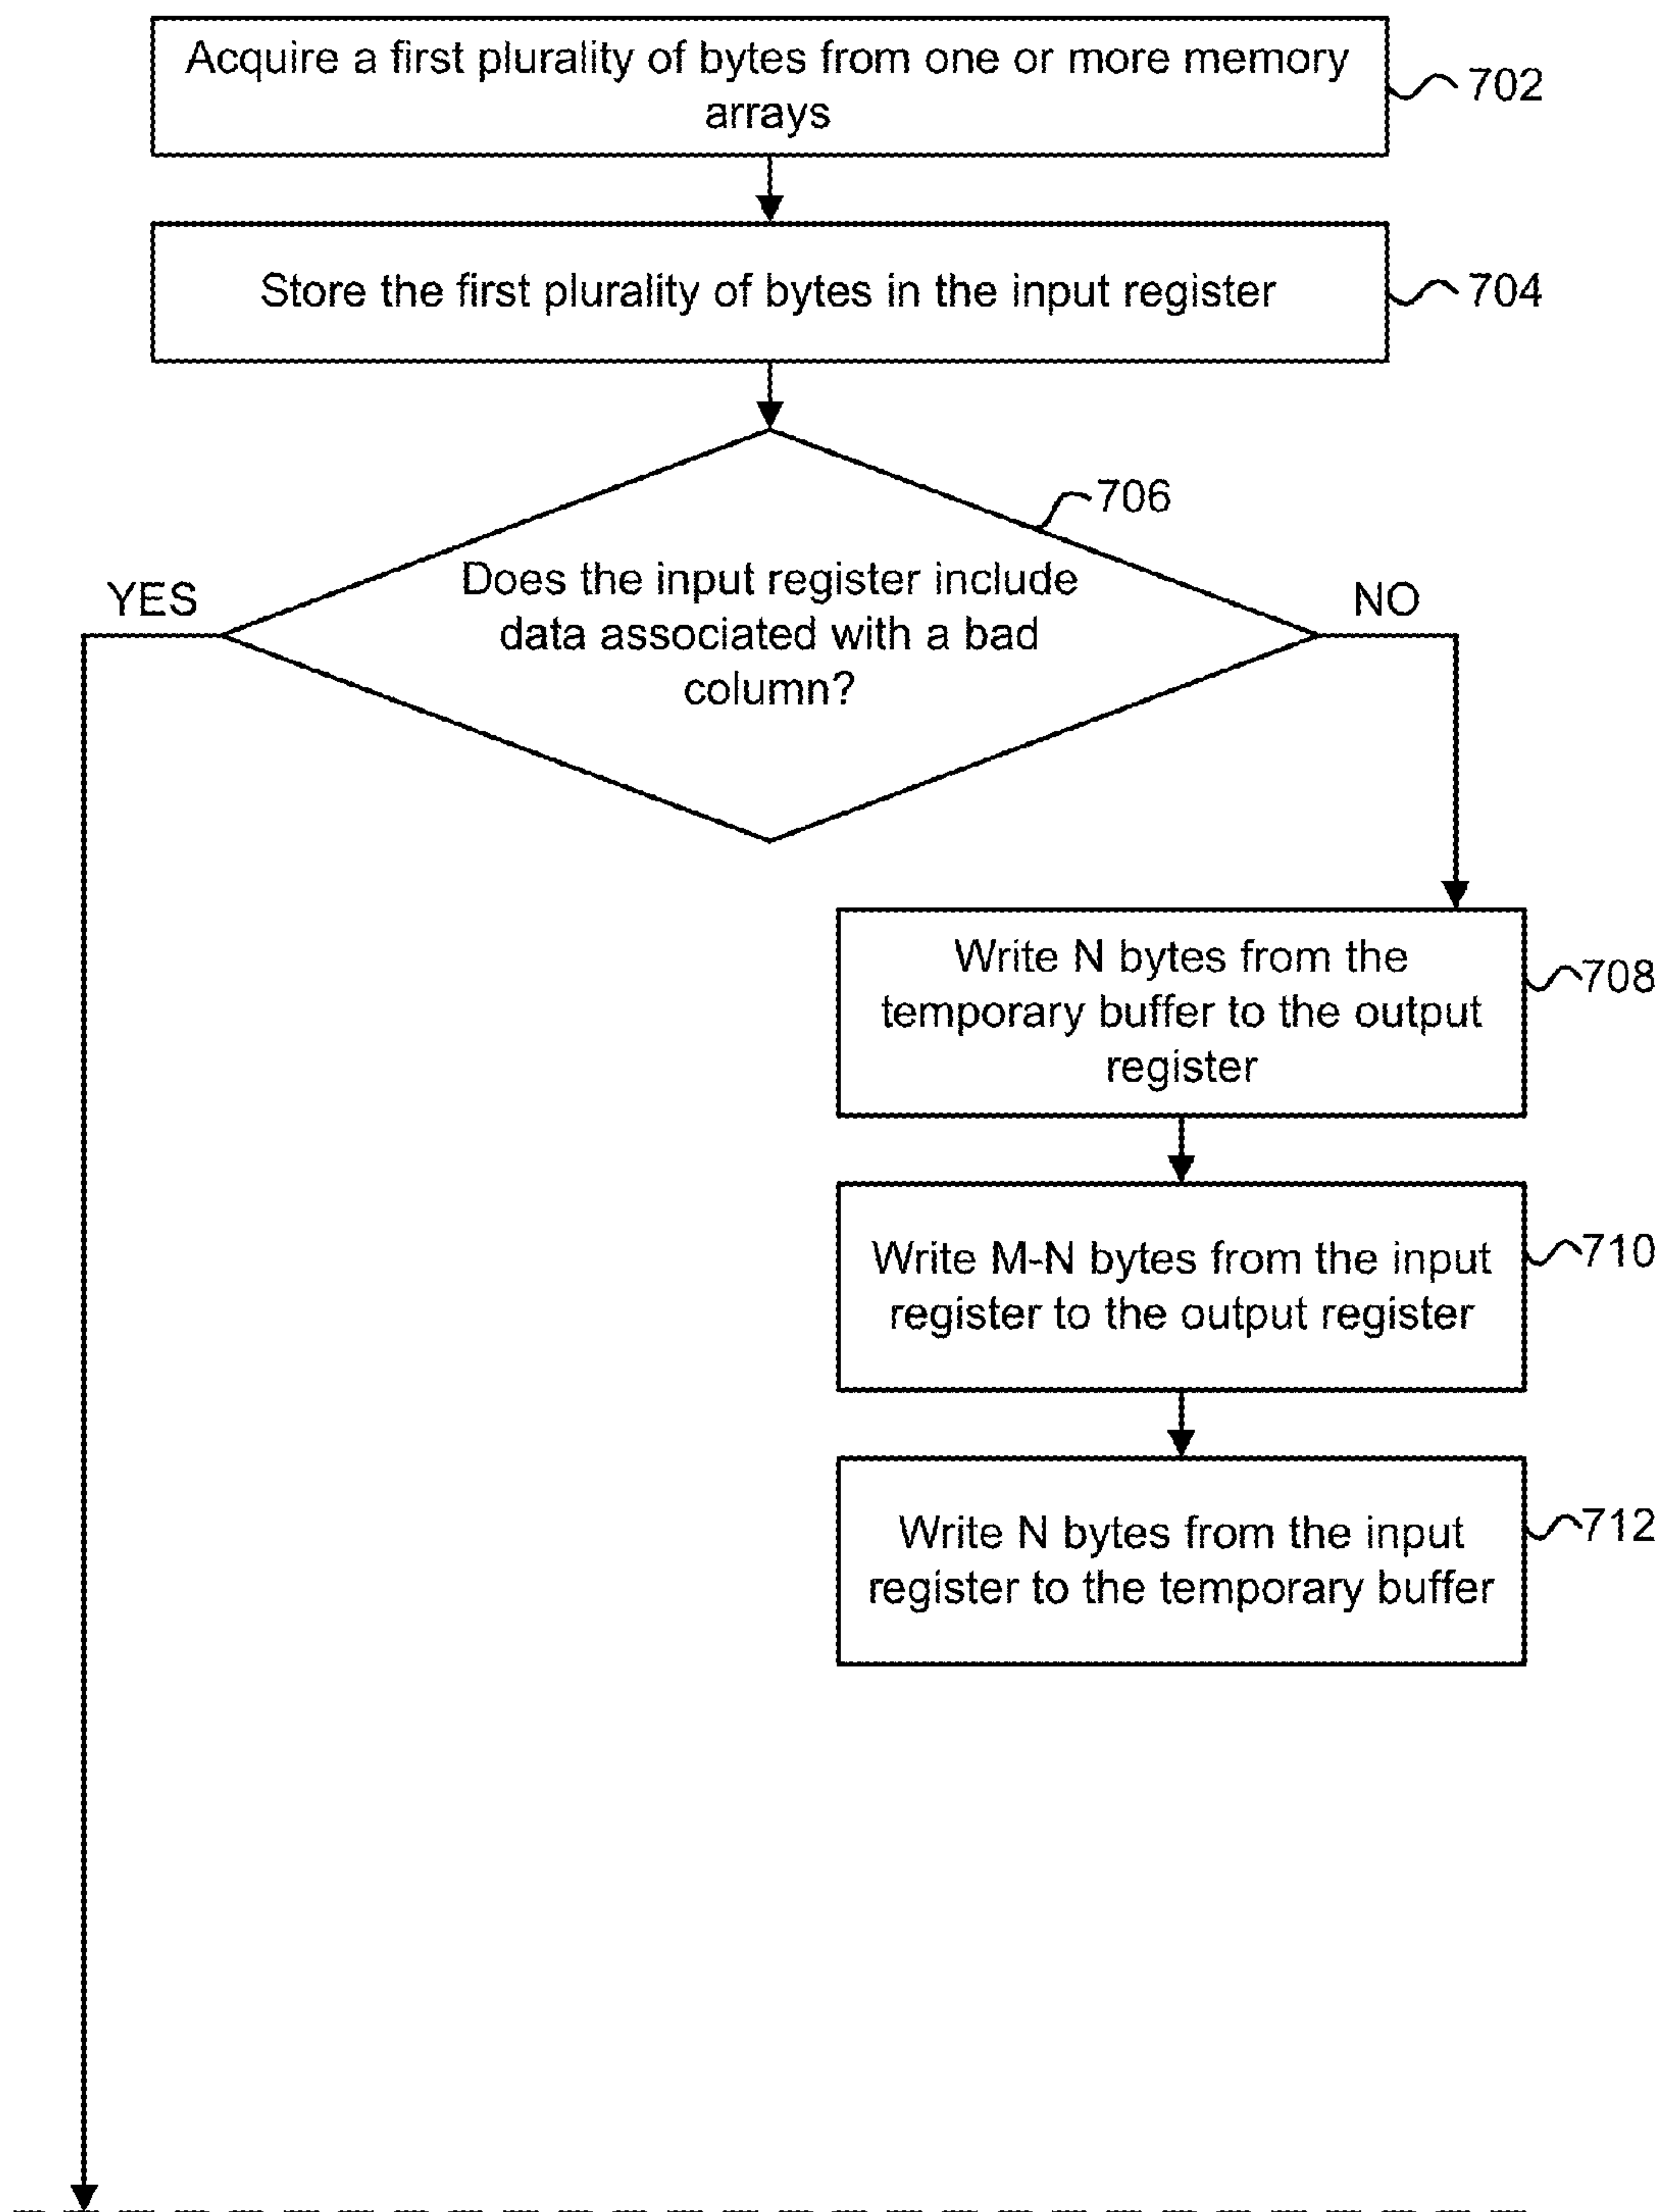 Acquire a first plurality of bytes from one or more memory
arrays
702
Store the first plurality of bytes in the input register
704
706
Does the input register include
data associated with a bad
column?
YES
NO
Write N bytes from the
temporary buffer to the output
register
708
Write M-N bytes from the input
register to the output register
710
Write N bytes from the input
register to the temporary buffer
712